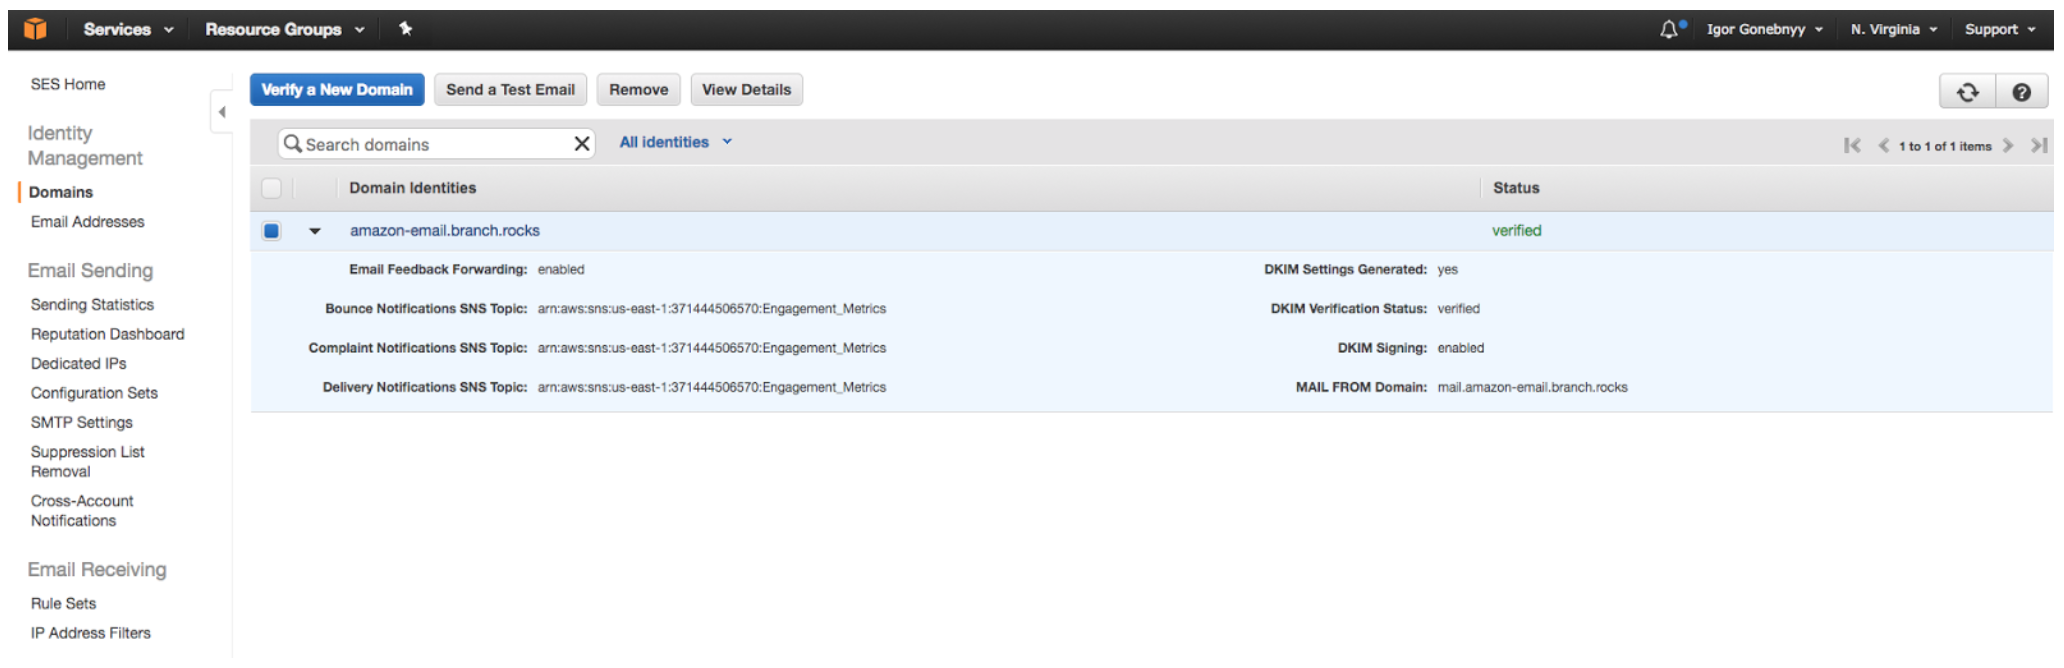 Services Resource Groups Igor Gonebnyy N. Virginia Support
SES Home
Identity
Management
Domains
Email Addresses
Email Sending
Sending Statistics
Reputation Dashboard
Dedicated IPs
Configuration Sets
SMTP Settings
Suppression List
Removal
Cross-Account
Notifications
Email Receiving
Rule Sets
IP Address Filters
Verify a New Domain Send a Test Email Remove View Details
Search domains All identities 1 to 1 of 1 items
Domain Identities Status
amazon-email.branch.rocks verified
Email Feedback Forwarding: enabled DKIM Settings Generated: yes
Bounce Notifications SNS Topic: arn:aws:sns:us-east-1:371444506570:Engagement_Metrics DKIM Verification Status: verified
Complaint Notifications SNS Topic: arn:aws:sns:us-east-1:371444506570:Engagement_Metrics DKIM Signing: enabled
Delivery Notifications SNS Topic: arn:aws:sns:us-east-1:371444506570:Engagement_Metrics MAIL FROM Domain: mail.amazon-email.branch.rocks